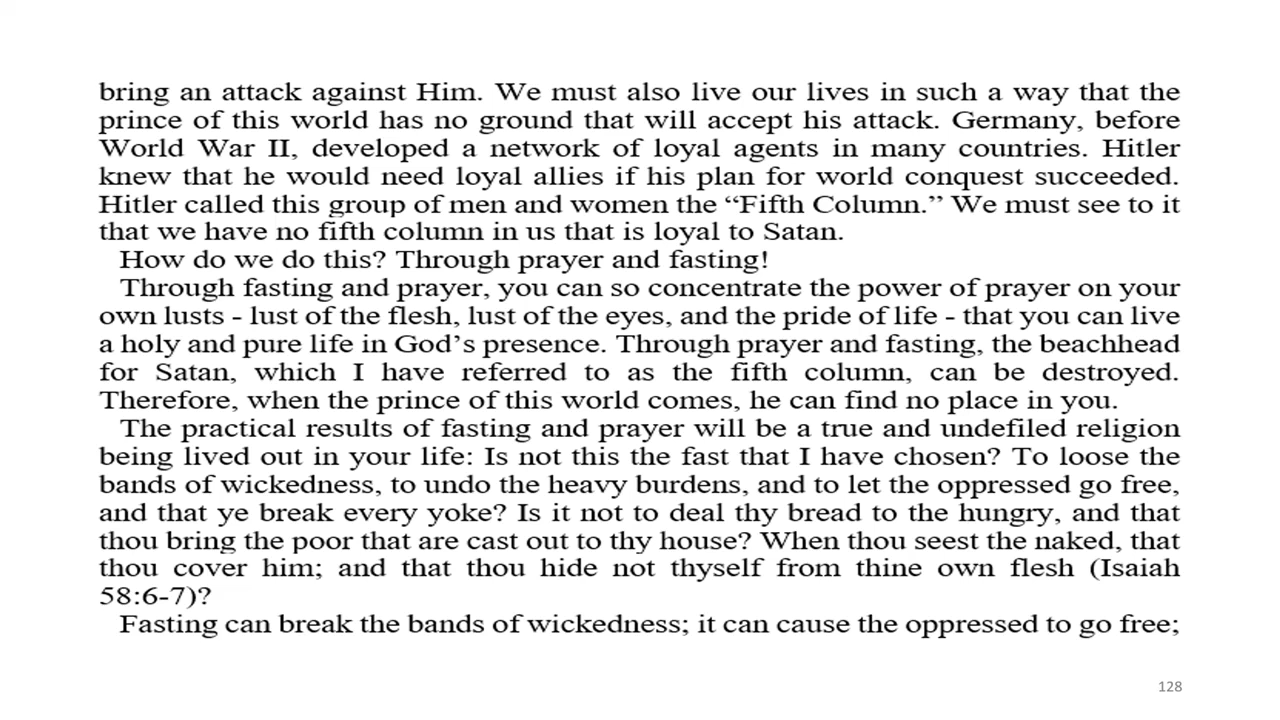 bring an attack against Him. We must also live our lives in such a way that the
prince of this world has no ground that will accept his attack. Germany, before
World War II, developed a network of loyal agents in many countries. Hitler
knew that he would need loyal allies if his plan for world conquest succeeded.
Hitler called this group of men and women the “Fifth Column.” We must see to it
that we have no fifth column in us that is loyal to Satan.
How do we do this? Through prayer and fasting!
Through fasting and prayer, you can so concentrate the power of prayer on your
own lusts - lust of the flesh, lust of the eyes, and the pride of life - that you can live
a holy and pure life in God’s presence. Through prayer and fasting, the beachhead
for Satan, which I have referred to as the fifth column, can be destroyed.
Therefore, when the prince of this world comes, he can find no place in you.
The practical results of fasting and prayer will be a true and undefiled religion
being lived out in your life: Is not this the fast that I have chosen? To loose the
bands of wickedness, to undo the heavy burdens, and to let the oppressed go free,
and that ye break every yoke? Is it not to deal thy bread to the hungry, and that
thou bring the poor that are cast out to thy house? When thou seest the naked, that
thou cover him; and that thou hide not thyself from thine own flesh (Isaiah
58:6-7)?
Fasting can break the bands of wickedness; it can cause the oppressed to go free;
128